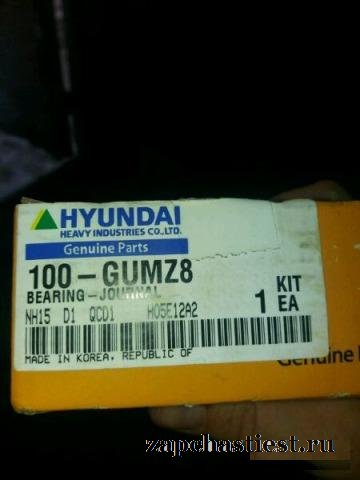 HYUNDAI
HEAVY INDUSTRIES CO.,LTD.
Genuine Parts
100-GUMZ8
BEARING-JOURNAL
1 KIT
EA
NH15 D1 QCD1 H05E12A2
MADE IN KOREA, REPUBLIC OF
Genuine
zapchastiest.ru